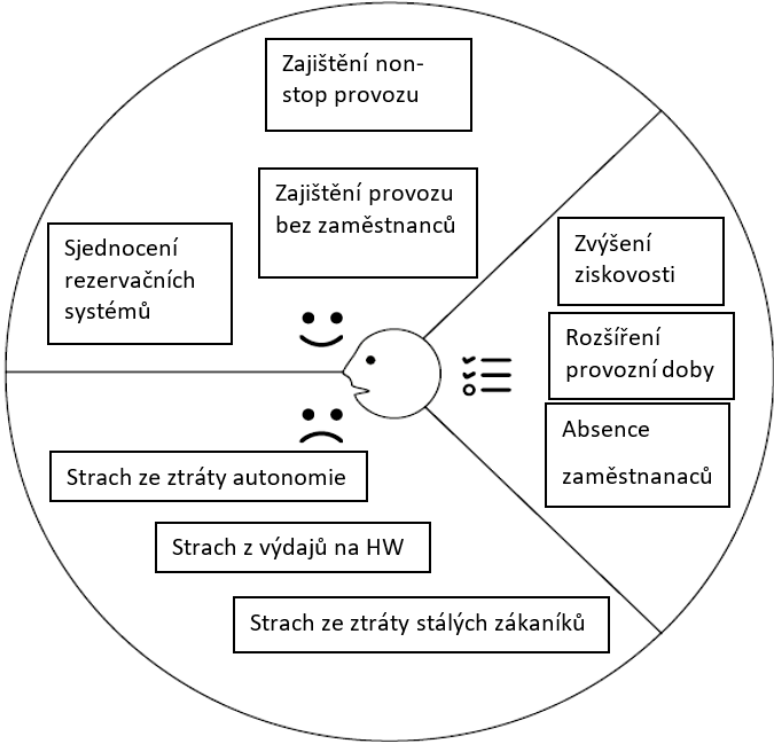 Zajištění non-
stop provozu
Zajištění provozu
bez zaměstnanců
Sjednocení
rezervačních
systémů
Zvýšení
ziskovosti
Rozšíření
provozní doby
Absence
zaměstnanaců
Strach ze ztráty autonomie
Strach z výdajů na HW
Strach ze ztráty stálých zákaníků